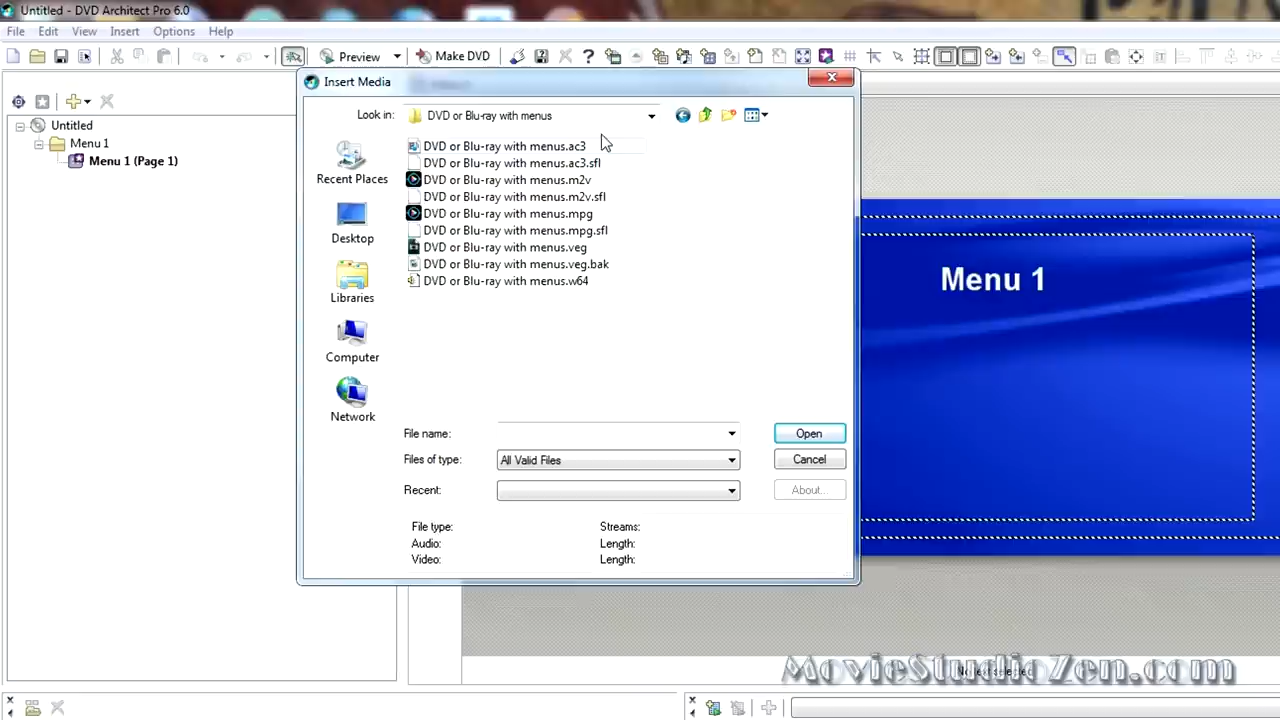 Untitled - DVD Architect Pro 6.0
File Edit View Insert Options Help
Preview Make DVD
Insert Media
Look in: DVD or Blu-ray with menus
Untitled
Menu 1
Menu 1 (Page 1)
Recent Places
Desktop
Libraries
Computer
Network
DVD or Blu-ray with menus.ac3
DVD or Blu-ray with menus.ac3.sfl
DVD or Blu-ray with menus.m2v
DVD or Blu-ray with menus.m2v.sfl
DVD or Blu-ray with menus.mpg
DVD or Blu-ray with menus.mpg.sfl
DVD or Blu-ray with menus.veg
DVD or Blu-ray with menus.veg.bak
DVD or Blu-ray with menus.w64
File name: Open
Files of type: All Valid Files Cancel
Recent: About...
File type: Streams:
Audio: Length:
Video: Length:
Menu 1
MovieStudioZen.com